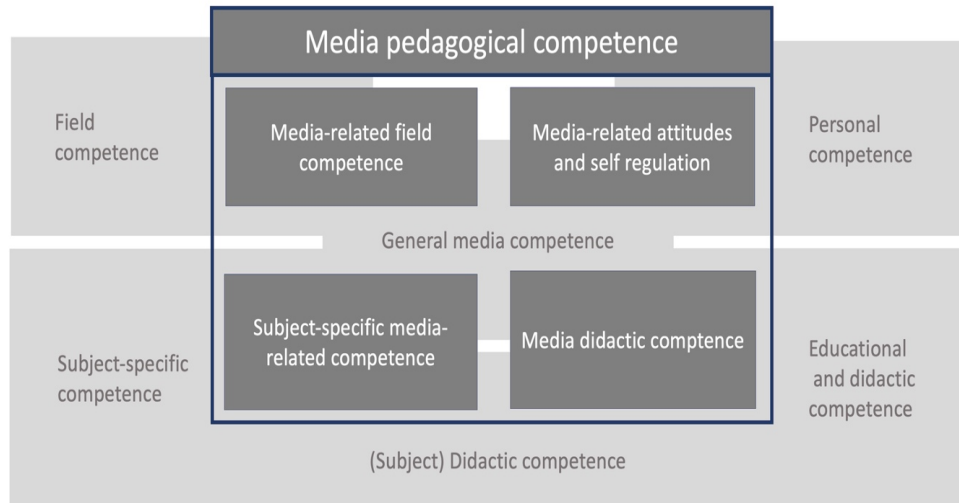 Media pedagogical competence
Field
competence
Media-related field
competence
Media-related attitudes
and self regulation
Personal
competence
General media competence
Subject-specific
competence
Subject-specific media-
related competence
Media didactic comptence
Educational
and didactic
competence
(Subject) Didactic competence